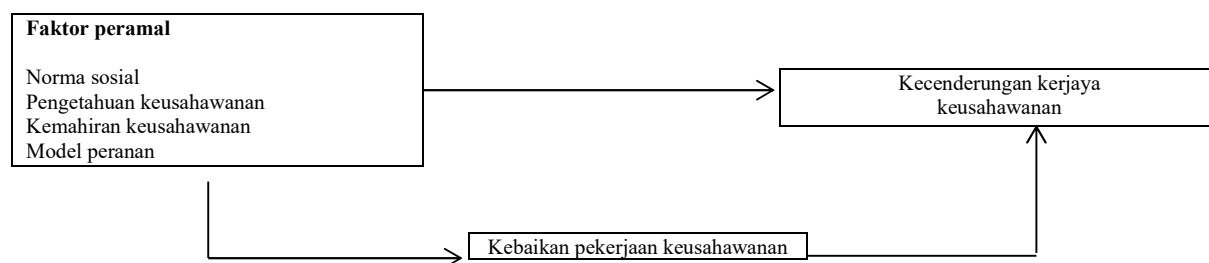 Faktor peramal
Norma sosial
Pengetahuan keusahawanan
Kemahiran keusahawanan
Model peranan
Kecenderungan kerjaya
keusahawanan
Kebaikan pekerjaan keusahawanan